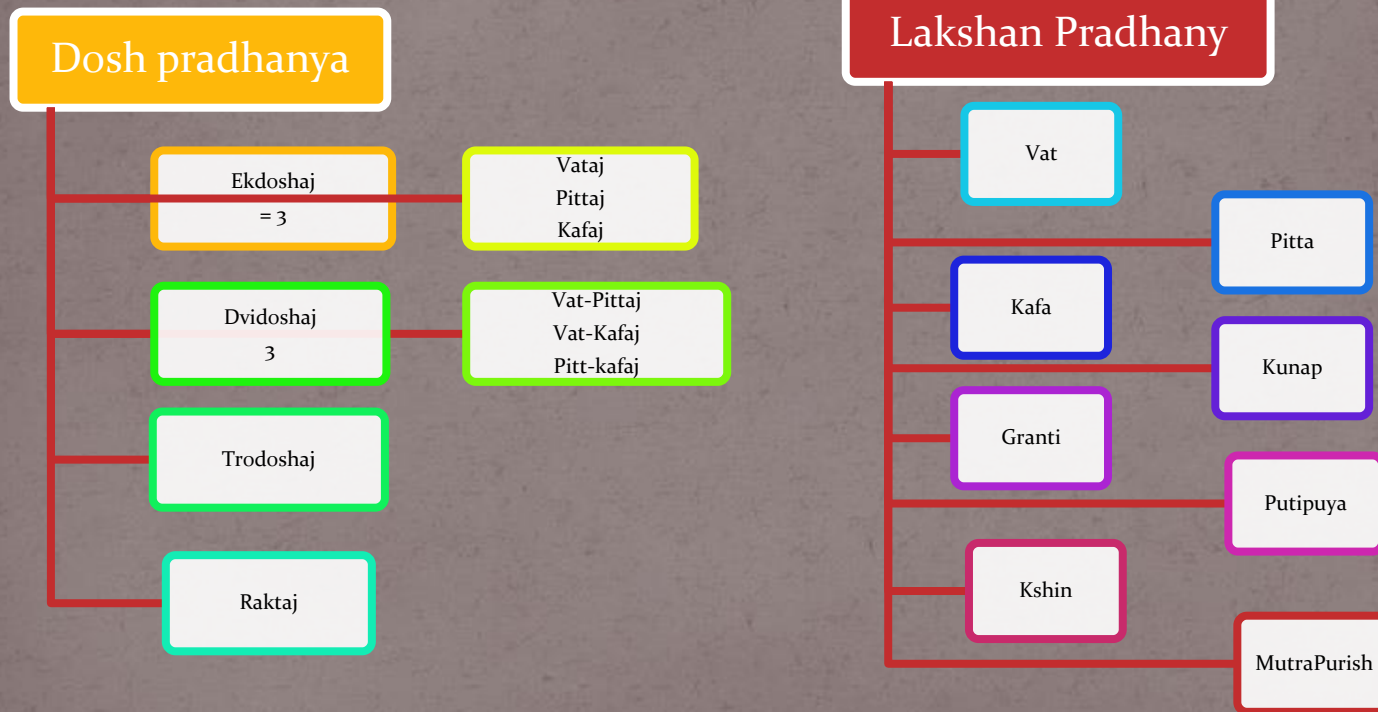 Dosh pradhanya
Ekdoshaj
= 3
Vataj
Pittaj
Kafaj
Dvidoshaj
3
Vat-Pittaj
Vat-Kafaj
Pitt-kafaj
Trodoshaj
Raktaj
Lakshan Pradhany
Vat
Pitta
Kafa
Kunap
Granti
Putipuya
Kshin
MutraPurish